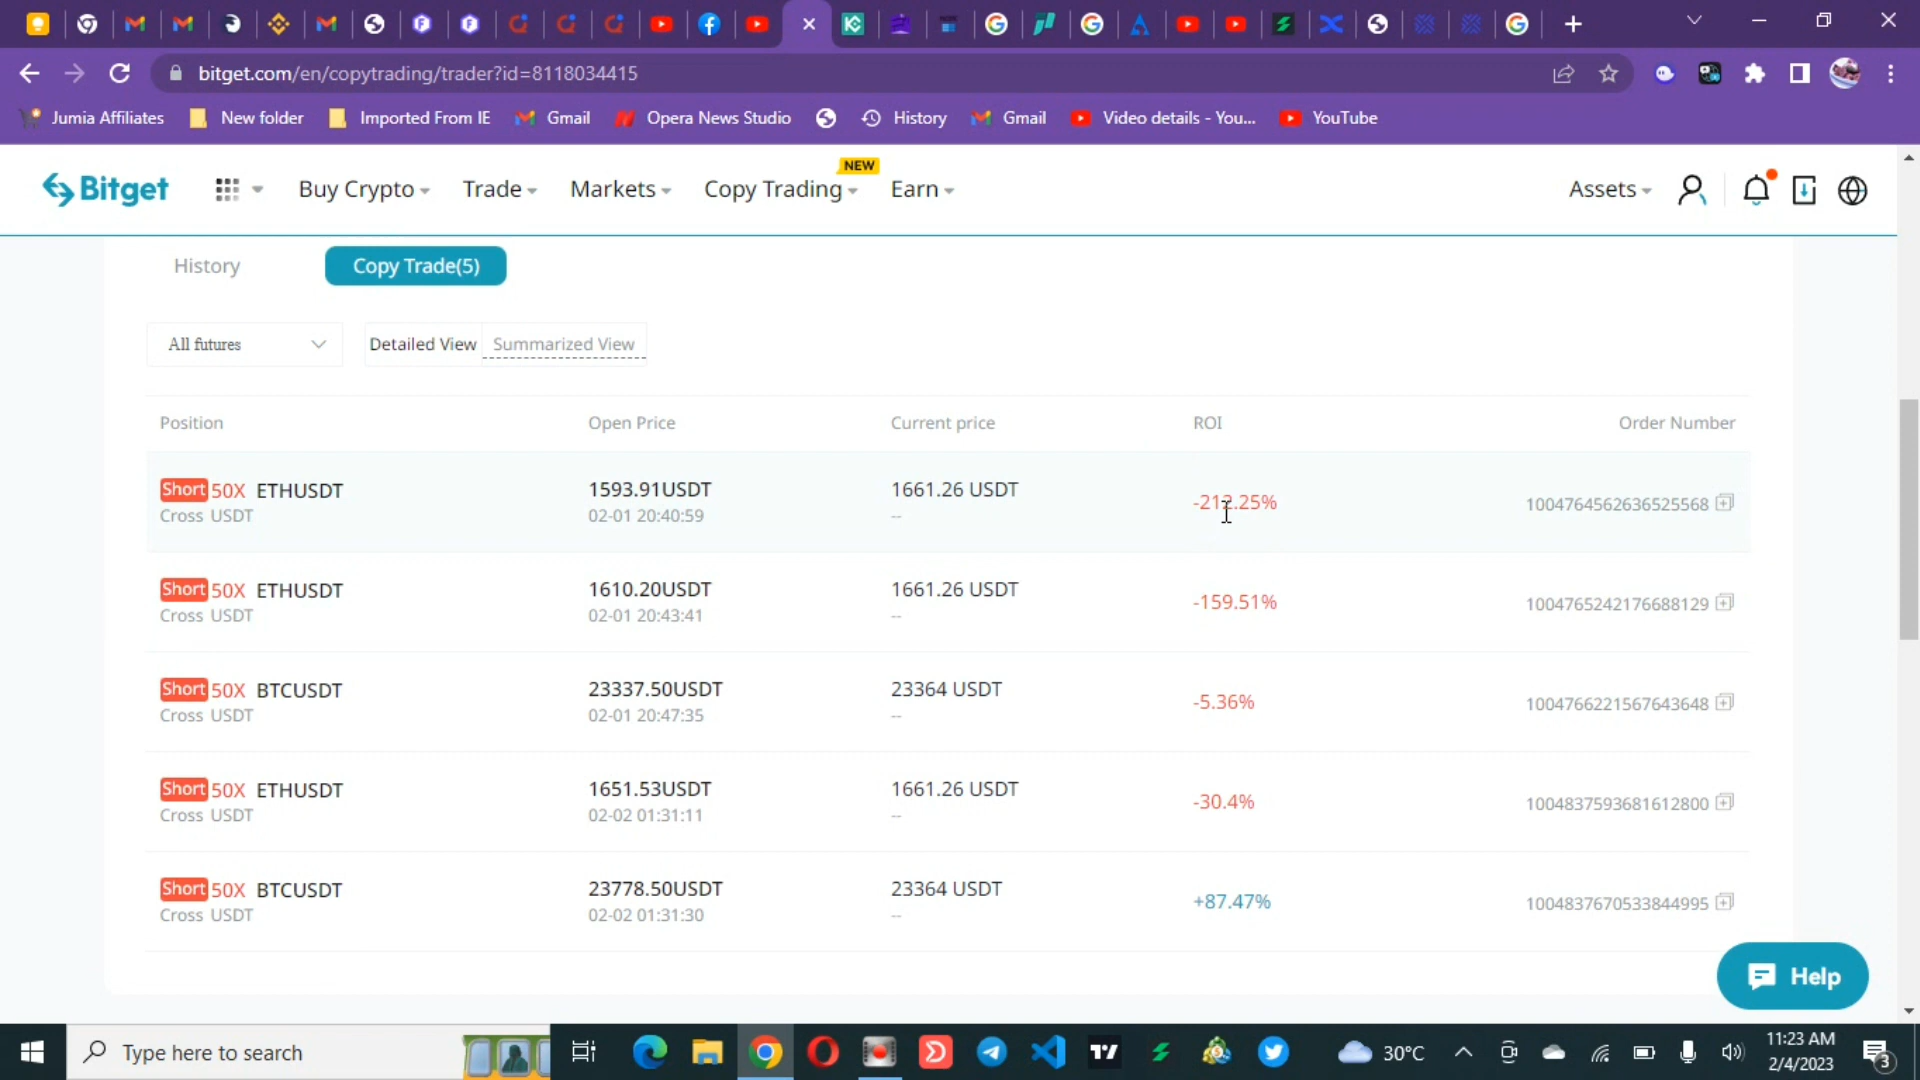 bitget.com/en/copytrading/trader?id=8118034415
Jumia Affiliates New folder Imported From IE Gmail Opera News Studio History Gmail Video details - You... YouTube
Bitget Buy Crypto Trade Markets Copy Trading NEW Earn Assets
History Copy Trade(5)
All futures Detailed View Summarized View
Position Open Price Current price ROI Order Number
Short 50X ETHUSDT 1593.91USDT 1661.26 USDT -212.25% 1004764562636525568
Cross USDT 02-01 20:40:59 --
Short 50X ETHUSDT 1610.20USDT 1661.26 USDT -159.51% 1004765242176688129
Cross USDT 02-01 20:43:41 --
Short 50X BTCUSDT 23337.50USDT 23364 USDT -5.36% 1004766221567643648
Cross USDT 02-01 20:47:35 --
Short 50X ETHUSDT 1651.53USDT 1661.26 USDT -30.4% 1004837593681612800
Cross USDT 02-02 01:31:11 --
Short 50X BTCUSDT 23778.50USDT 23364 USDT +87.47% 1004837670533844995
Cross USDT 02-02 01:31:30 --
Help
Type here to search 30°C 11:23 AM
2/4/2023 3